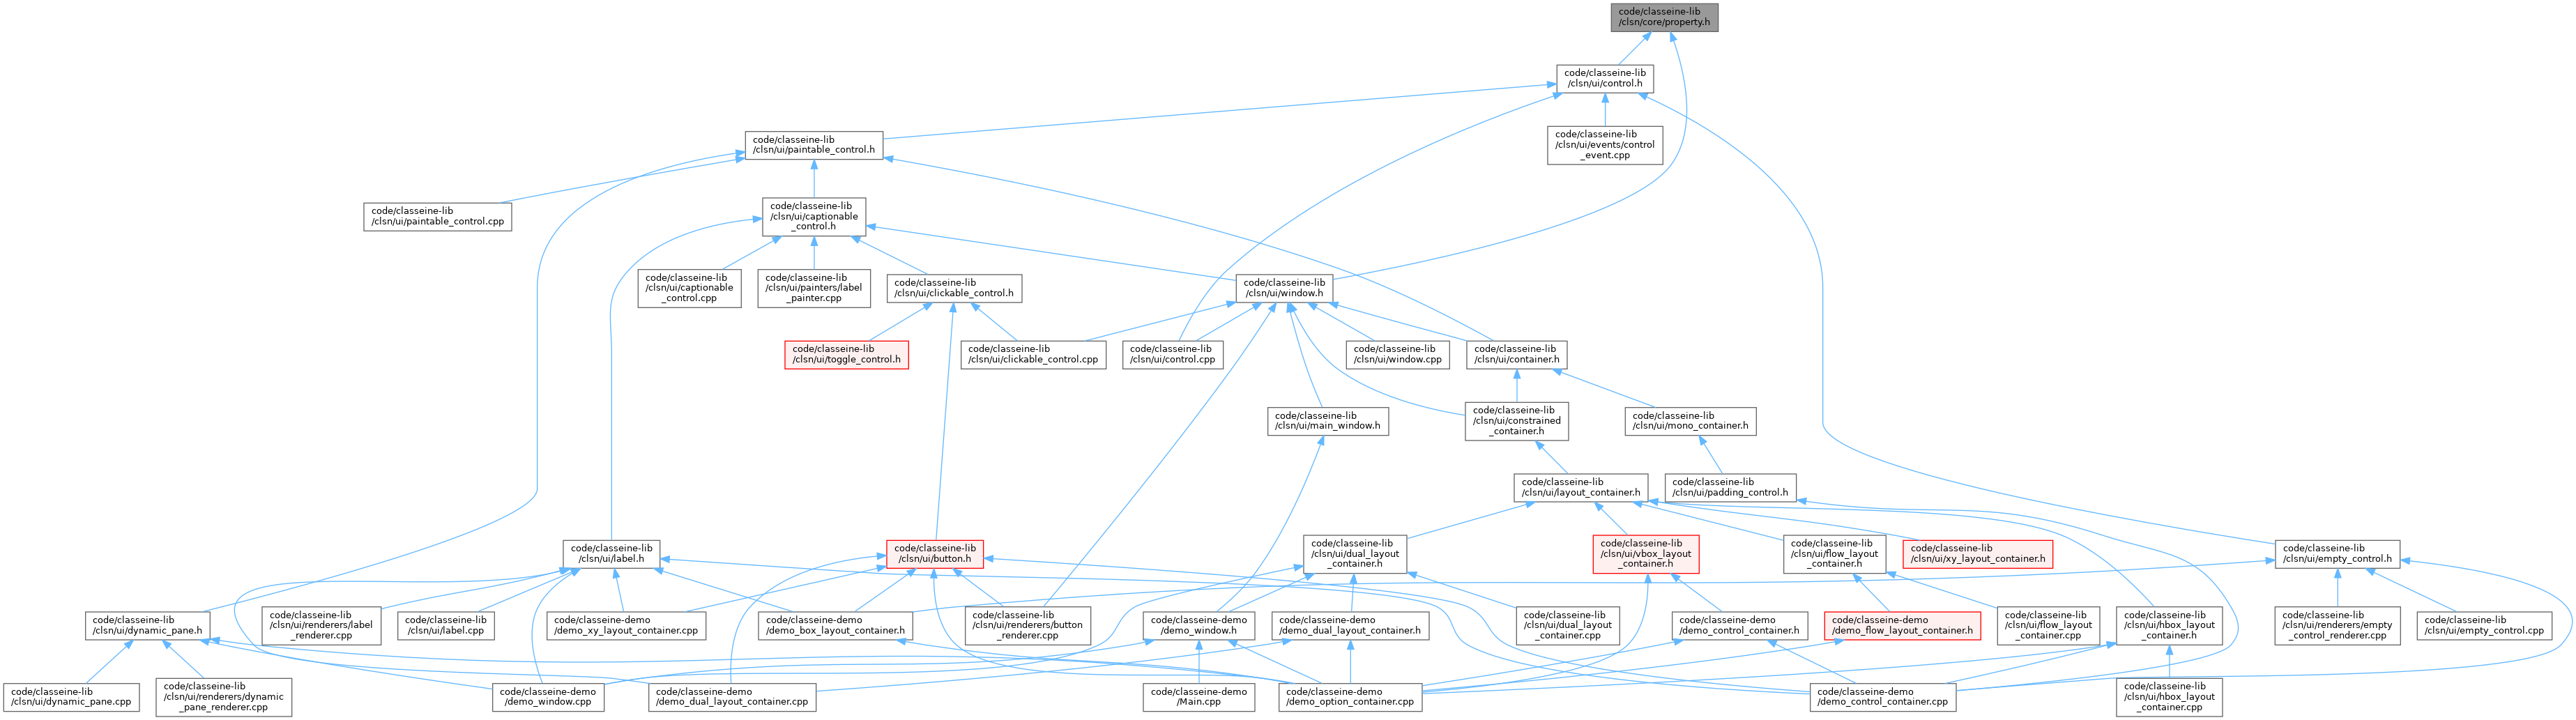 code/classeine-lib
/clsn/core/property.h
code/classeine-lib
/clsn/ui/control.h
code/classeine-lib
/clsn/ui/paintable_control.h
code/classeine-lib
/clsn/ui/events/control
_event.cpp
code/classeine-lib
/clsn/ui/paintable_control.cpp
code/classeine-lib
/clsn/ui/captionable
_control.h
code/classeine-lib
/clsn/ui/captionable
_control.cpp
code/classeine-lib
/clsn/ui/painters/label
_painter.cpp
code/classeine-lib
/clsn/ui/clickable_control.h
code/classeine-lib
/clsn/ui/window.h
code/classeine-lib
/clsn/ui/toggle_control.h
code/classeine-lib
/clsn/ui/clickable_control.cpp
code/classeine-lib
/clsn/ui/control.cpp
code/classeine-lib
/clsn/ui/window.cpp
code/classeine-lib
/clsn/ui/container.h
code/classeine-lib
/clsn/ui/main_window.h
code/classeine-lib
/clsn/ui/constrained
_container.h
code/classeine-lib
/clsn/ui/mono_container.h
code/classeine-lib
/clsn/ui/layout_container.h
code/classeine-lib
/clsn/ui/padding_control.h
code/classeine-lib
/clsn/ui/label.h
code/classeine-lib
/clsn/ui/button.h
code/classeine-lib
/clsn/ui/dual_layout
_container.h
code/classeine-lib
/clsn/ui/vbox_layout
_container.h
code/classeine-lib
/clsn/ui/flow_layout
_container.h
code/classeine-lib
/clsn/ui/xy_layout_container.h
code/classeine-lib
/clsn/ui/empty_control.h
code/classeine-lib
/clsn/ui/dynamic_pane.h
code/classeine-lib
/clsn/ui/renderers/label
_renderer.cpp
code/classeine-lib
/clsn/ui/label.cpp
code/classeine-demo
/demo_xy_layout_container.cpp
code/classeine-demo
/demo_box_layout_container.h
code/classeine-lib
/clsn/ui/renderers/button
_renderer.cpp
code/classeine-demo
/demo_window.h
code/classeine-demo
/demo_dual_layout_container.h
code/classeine-lib
/clsn/ui/dual_layout
_container.cpp
code/classeine-demo
/demo_control_container.h
code/classeine-demo
/demo_flow_layout_container.h
code/classeine-lib
/clsn/ui/flow_layout
_container.cpp
code/classeine-lib
/clsn/ui/hbox_layout
_container.h
code/classeine-lib
/clsn/ui/renderers/empty
_control_renderer.cpp
code/classeine-lib
/clsn/ui/empty_control.cpp
code/classeine-lib
/clsn/ui/dynamic_pane.cpp
code/classeine-lib
/clsn/ui/renderers/dynamic
_pane_renderer.cpp
code/classeine-demo
/demo_window.cpp
code/classeine-demo
/demo_dual_layout_container.cpp
code/classeine-demo
/Main.cpp
code/classeine-demo
/demo_option_container.cpp
code/classeine-demo
/demo_control_container.cpp
code/classeine-lib
/clsn/ui/hbox_layout
_container.cpp